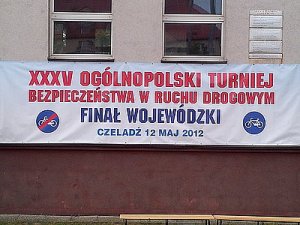 XXXV OGÓLNOPOLSKI TURNIEJ
BEZPIECZEŃSTWA W RUCHU DROGOWYM
FINAŁ WOJEWÓDZKI
CZELADŹ 12 MAJ 2012